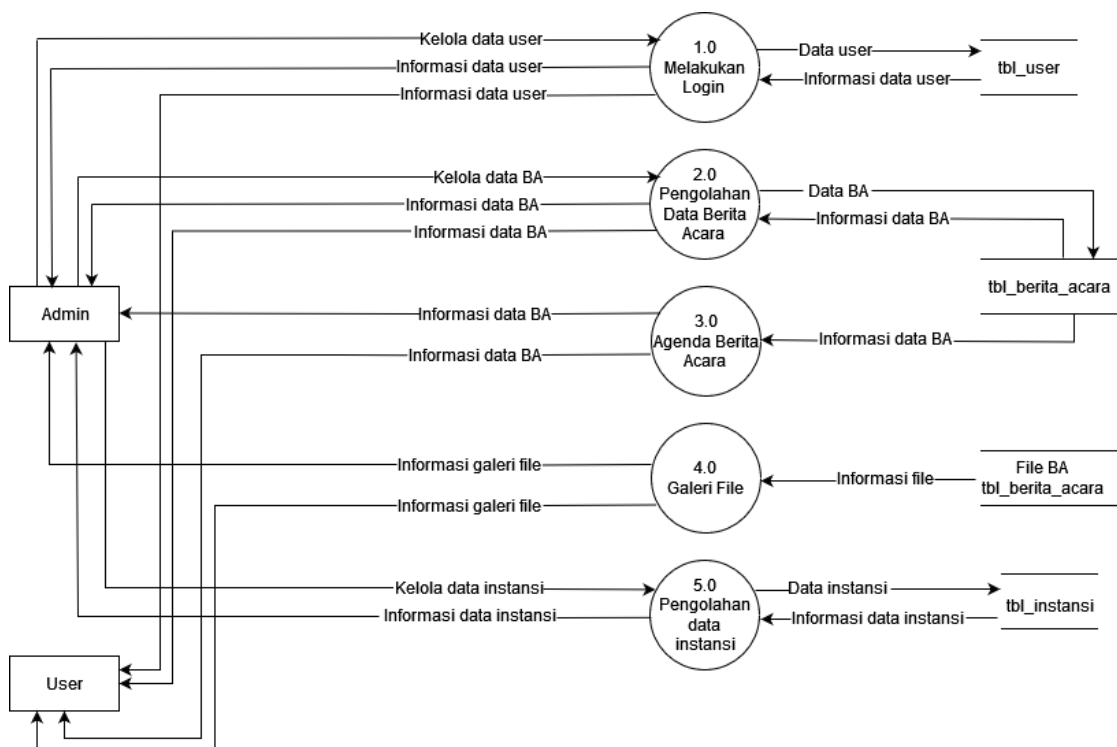 Kelola data user
Informasi data user
Informasi data user
1.0
Melakukan
Login
Data user
Informasi data user
tbl_user
Kelola data BA
Informasi data BA
Informasi data BA
2.0
Pengolahan
Data Berita
Acara
Data BA
Informasi data BA
tbl_berita_acara
Admin
Informasi data BA
Informasi data BA
3.0
Agenda Berita
Acara
Informasi data BA
Informasi galeri file
Informasi galeri file
4.0
Galeri File
Informasi file
File BA
tbl_berita_acara
Kelola data instansi
Informasi data instansi
5.0
Pengolahan
data
instansi
Data instansi
Informasi data instansi
tbl_instansi
User